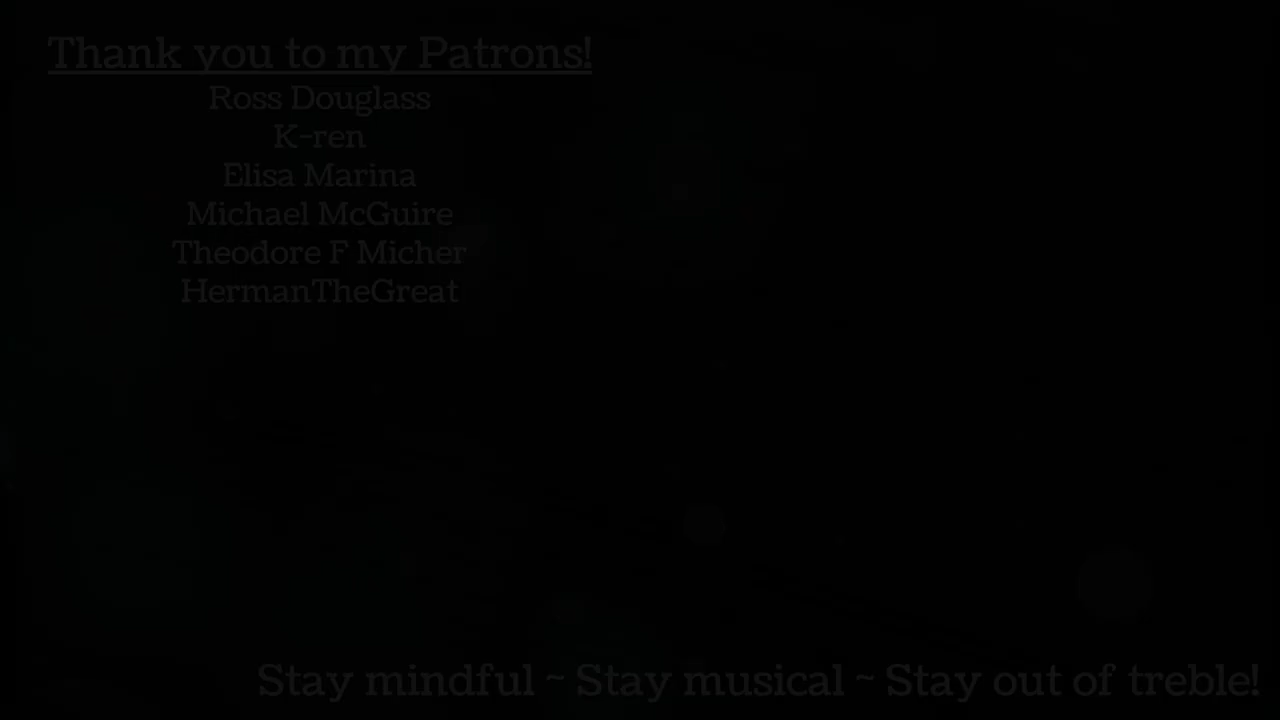 Thank you to my Patrons!
Ross Douglass
K-ren
Elisa Marina
Michael McGuire
Theodore F Micher
HermanTheGreat
Stay mindful ~ Stay musical ~ Stay out of treble!